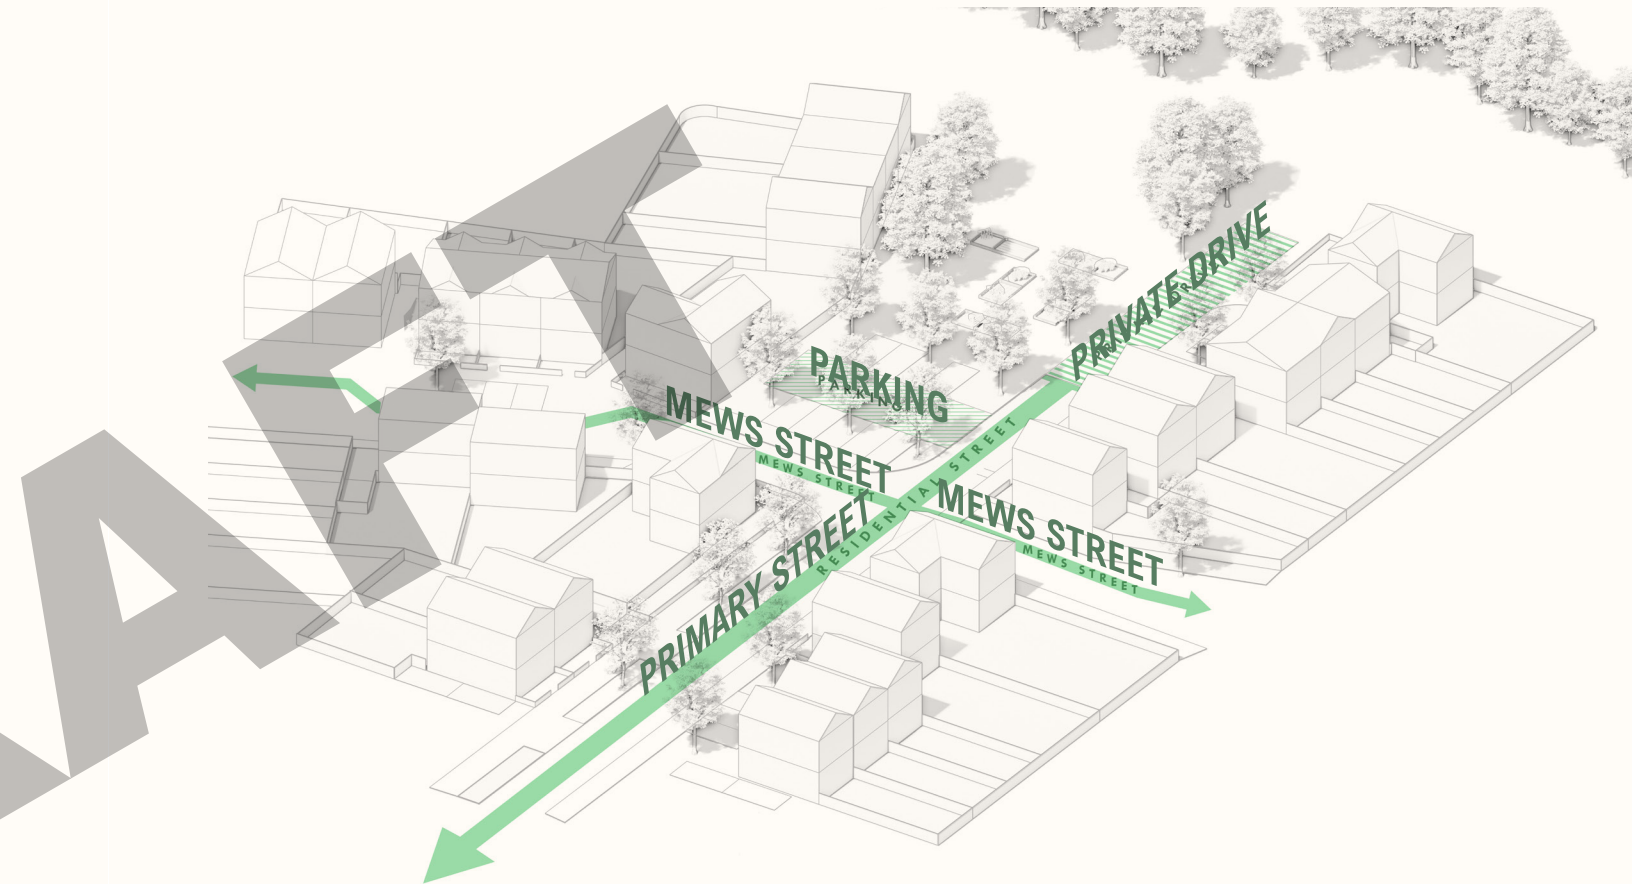 PRIVATE DRIVE
PARKING
PARKING
MEWS STREET
MEWS STREET
RESIDENTIAL STREET
MEWS STREET
MEWS STREET
PRIMARY STREET